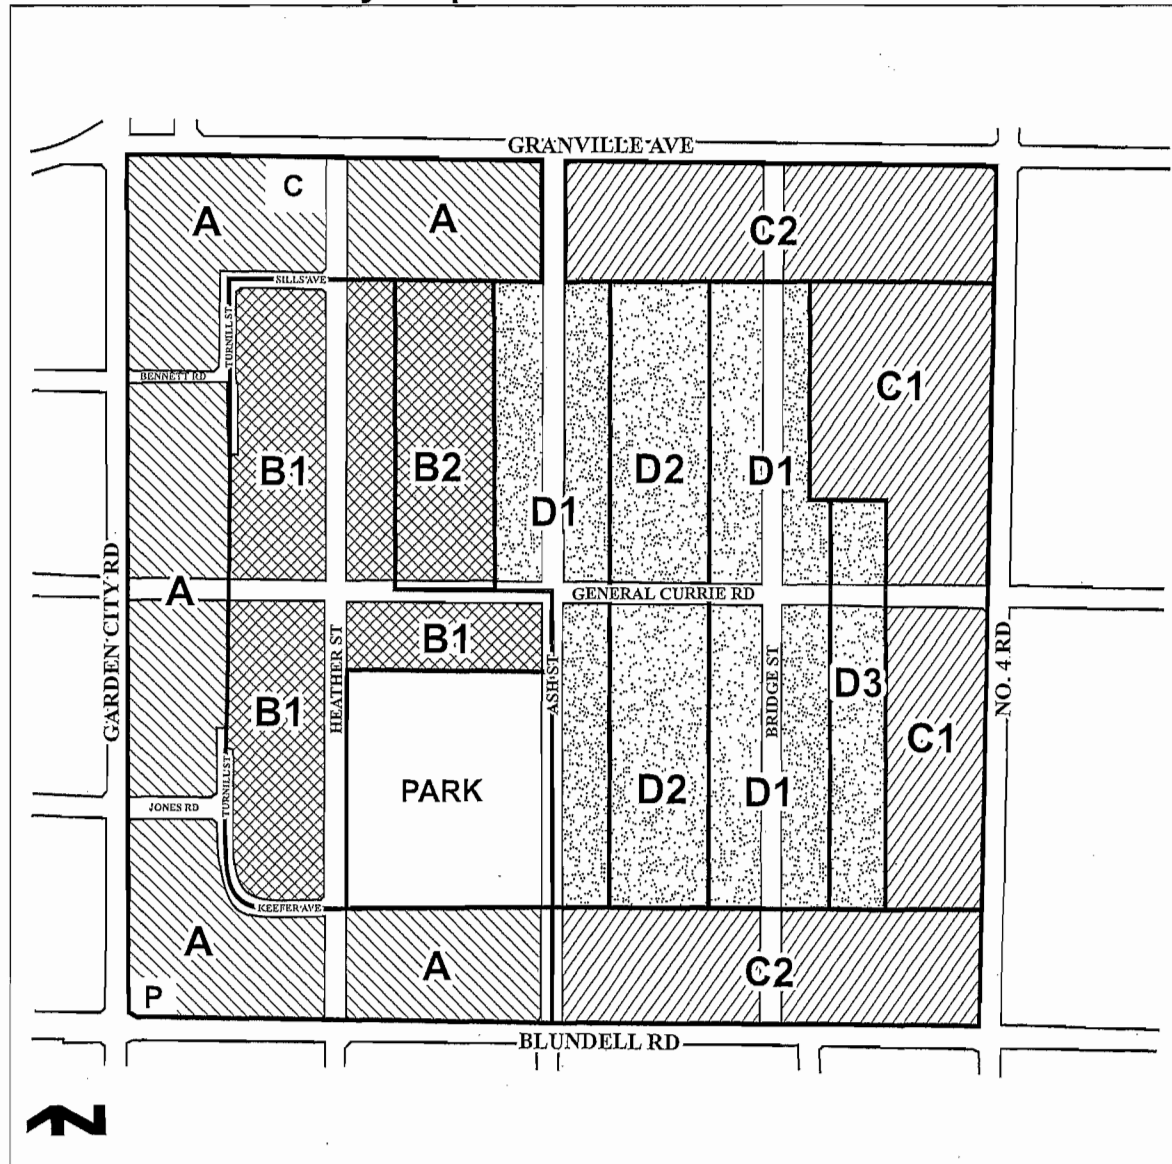 GRANVILLE AVE
C
A
A
C2
SILLS AVE
TURNILL ST
BENNETT RD
C1
B1
B2
D2
D1
D1
GARDEN CITY RD
A
GENERAL CURRIE RD
B1
HEATHER ST
ASH ST
BRIDGE ST
NO. 4 RD
D3
B1
C1
PARK
D2
D1
JONES RD
TURNILL ST
KEEFER AVE
A
A
C2
P
BLUNDELL RD
N